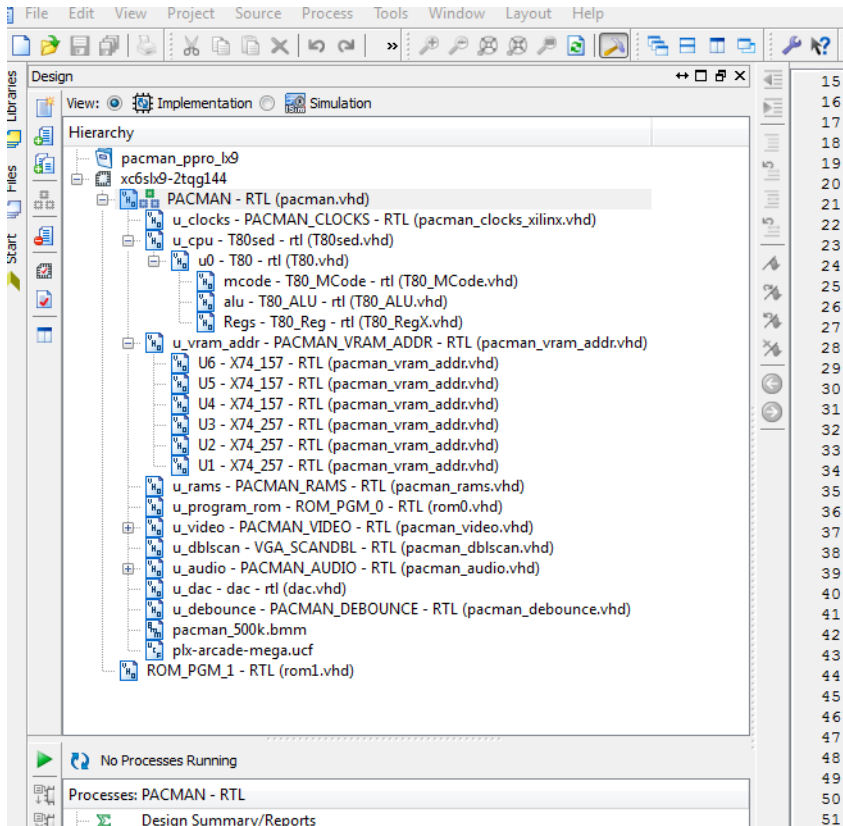 File Edit View Project Source Process Tools Window Layout Help
»
Design
View: Implementation Simulation
Hierarchy
pacman_ppro_lx9
xc6slx9-2tqg144
PACMAN - RTL (pacman.vhd)
u_clocks - PACMAN_CLOCKS - RTL (pacman_clocks_xilinx.vhd)
u_cpu - T80sed - rtl (T80sed.vhd)
u0 - T80 - rtl (T80.vhd)
mcode - T80_MCode - rtl (T80_MCode.vhd)
alu - T80_ALU - rtl (T80_ALU.vhd)
Regs - T80_Reg - rtl (T80_RegX.vhd)
u_vram_addr - PACMAN_VRAM_ADDR - RTL (pacman_vram_addr.vhd)
U6 - X74_157 - RTL (pacman_vram_addr.vhd)
U5 - X74_157 - RTL (pacman_vram_addr.vhd)
U4 - X74_157 - RTL (pacman_vram_addr.vhd)
U3 - X74_257 - RTL (pacman_vram_addr.vhd)
U2 - X74_257 - RTL (pacman_vram_addr.vhd)
U1 - X74_257 - RTL (pacman_vram_addr.vhd)
u_rams - PACMAN_RAMS - RTL (pacman_rams.vhd)
u_program_rom - ROM_PGM_0 - RTL (rom0.vhd)
u_video - PACMAN_VIDEO - RTL (pacman_video.vhd)
u_dblscan - VGA_SCANDBL - RTL (pacman_dblscan.vhd)
u_audio - PACMAN_AUDIO - RTL (pacman_audio.vhd)
u_dac - dac - rtl (dac.vhd)
u_debounce - PACMAN_DEBOUNCE - RTL (pacman_debounce.vhd)
pacman_500k.bmm
plx-arcade-mega.ucf
ROM_PGM_1 - RTL (rom1.vhd)
No Processes Running
Processes: PACMAN - RTL
Design Summary/Reports
Libraries
Files
Start
15
16
17
18
19
20
21
22
23
24
25
26
27
28
29
30
31
32
33
34
35
36
37
38
39
40
41
42
43
44
45
46
47
48
49
50
51